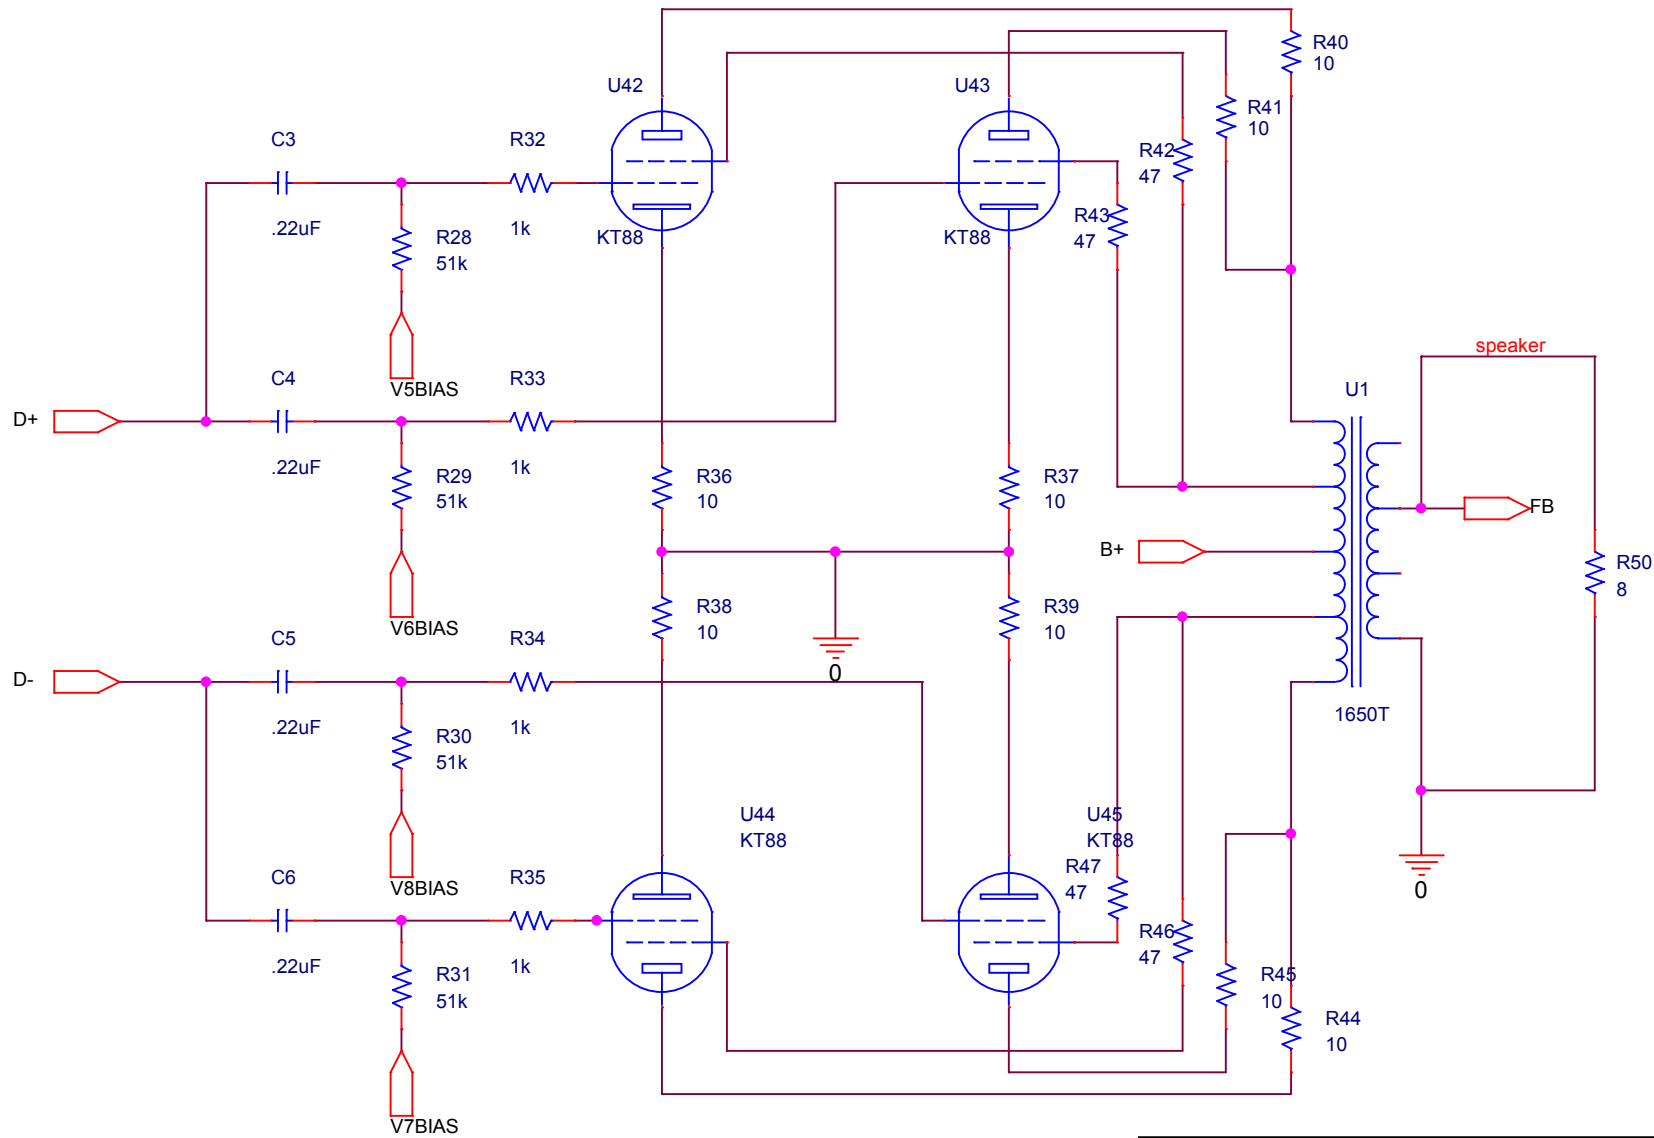 R40
10
U42
U43
R41
10
C3
R32
R42
47
.22uF
R28
51k
1k
KT88
KT88
R43
47
speaker
V5BIAS
C4
R33
U1
D+
.22uF
R29
51k
1k
R36
10
R37
10
FB
B+
R50
8
V6BIAS
C5
R34
R38
10
R39
10
0
D-
.22uF
R30
51k
1k
1650T
U44
KT88
U45
KT88
V8BIAS
C6
R35
R47
47
0
R46
47
.22uF
R31
51k
1k
R45
10
R44
10
V7BIAS